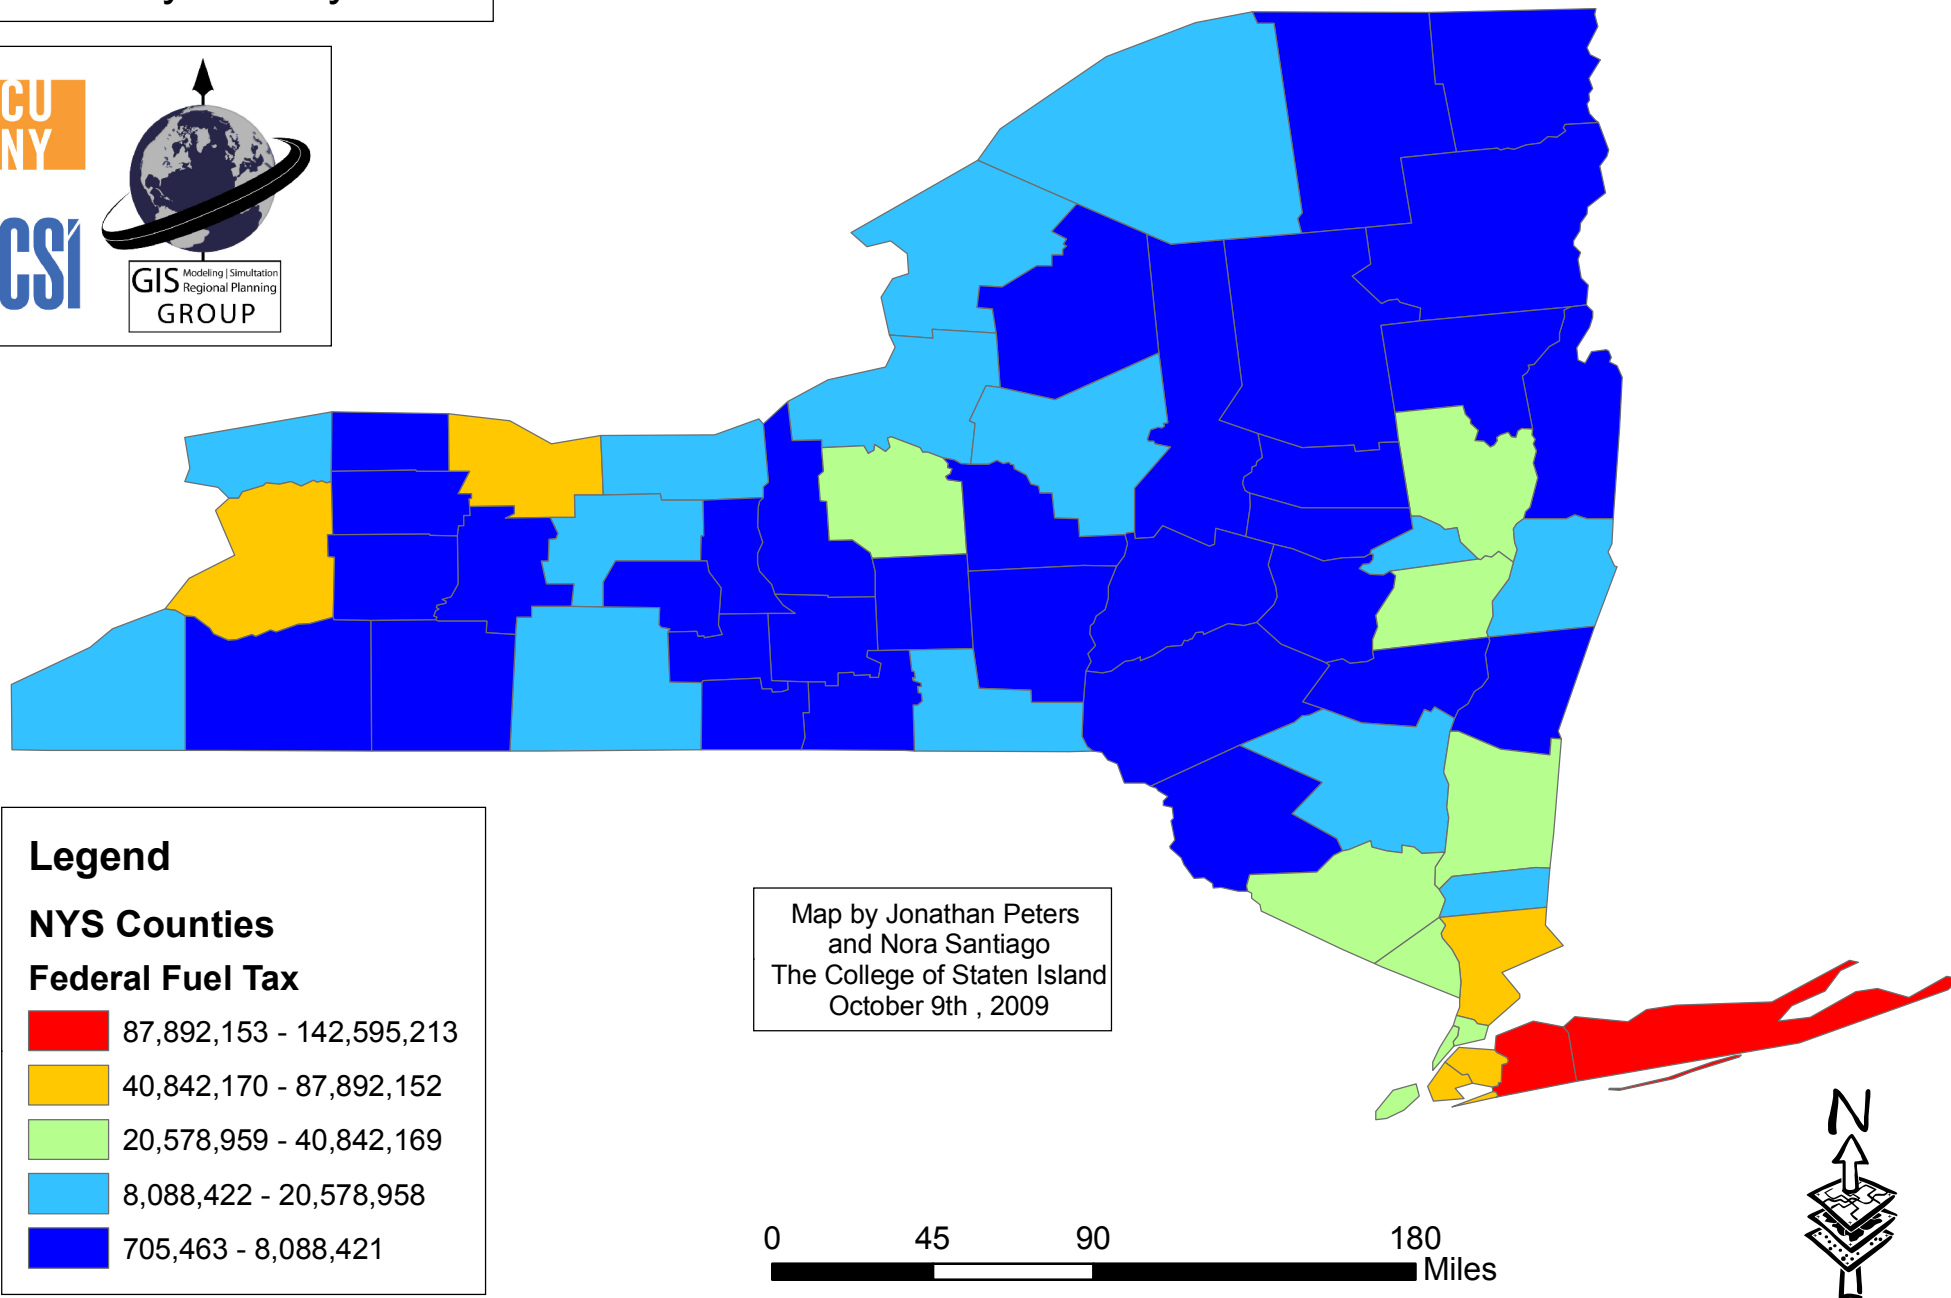 CU
NY
CSI
GIS Modeling | Simultation
Regional Planning
GROUP
Legend
NYS Counties
Federal Fuel Tax
87,892,153 - 142,595,213
40,842,170 - 87,892,152
20,578,959 - 40,842,169
8,088,422 - 20,578,958
705,463 - 8,088,421
Map by Jonathan Peters
and Nora Santiago
The College of Staten Island
October 9th , 2009
0 45 90 180
Miles
N